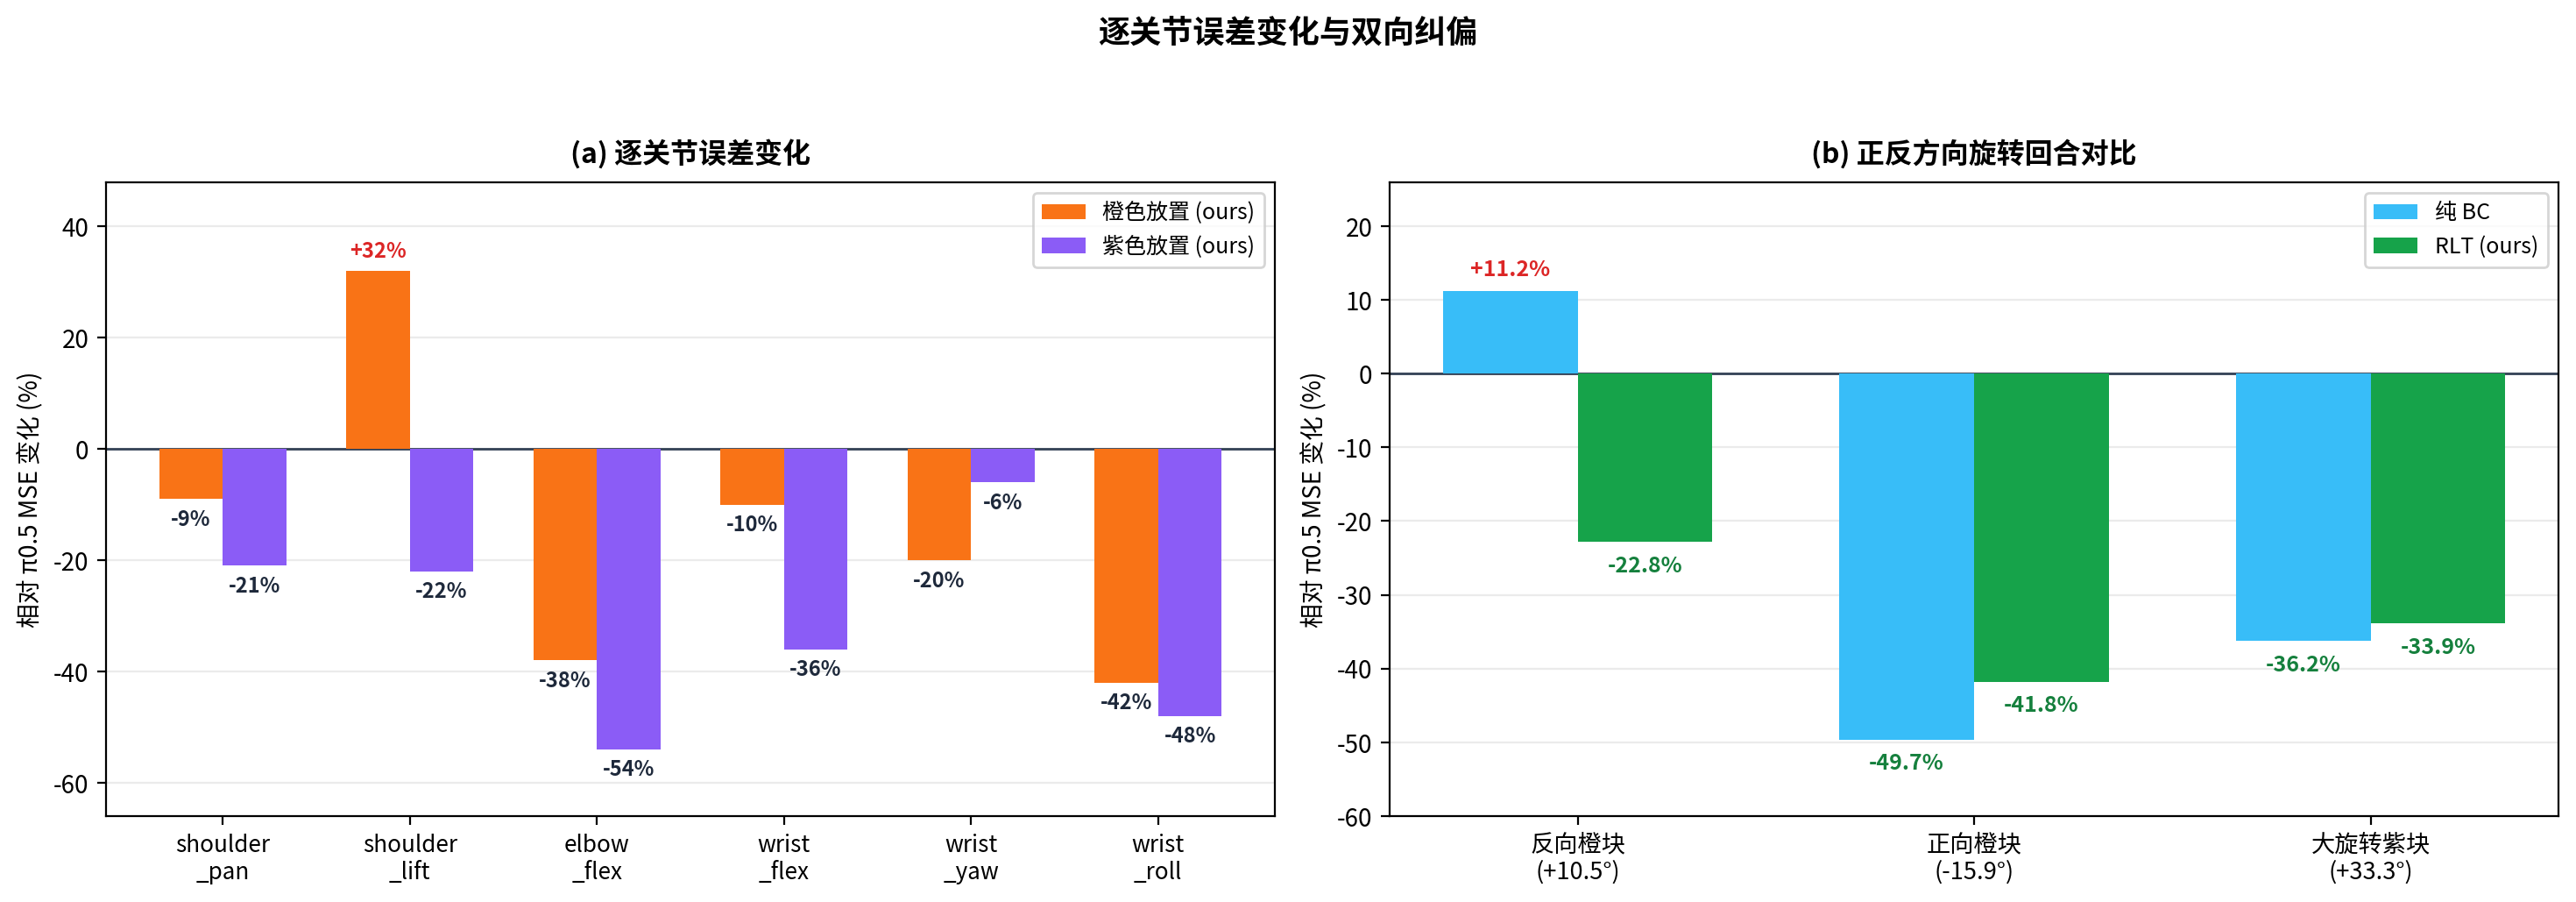 逐关节误差变化与双向纠偏
(a) 逐关节误差变化
相对 π0.5 MSE 变化 (%)
40
20
0
-20
-40
-60
橙色放置 (ours)
紫色放置 (ours)
-9%
-21%
+32%
-22%
-38%
-54%
-10%
-36%
-20%
-6%
-42%
-48%
shoulder
_pan
shoulder
_lift
elbow
_flex
wrist
_flex
wrist
_yaw
wrist
_roll
(b) 正反方向旋转回合对比
相对 π0.5 MSE 变化 (%)
20
10
0
-10
-20
-30
-40
-50
-60
纯 BC
RLT (ours)
+11.2%
-22.8%
-49.7%
-41.8%
-36.2%
-33.9%
反向橙块
(+10.5°)
正向橙块
(-15.9°)
大旋转紫块
(+33.3°)